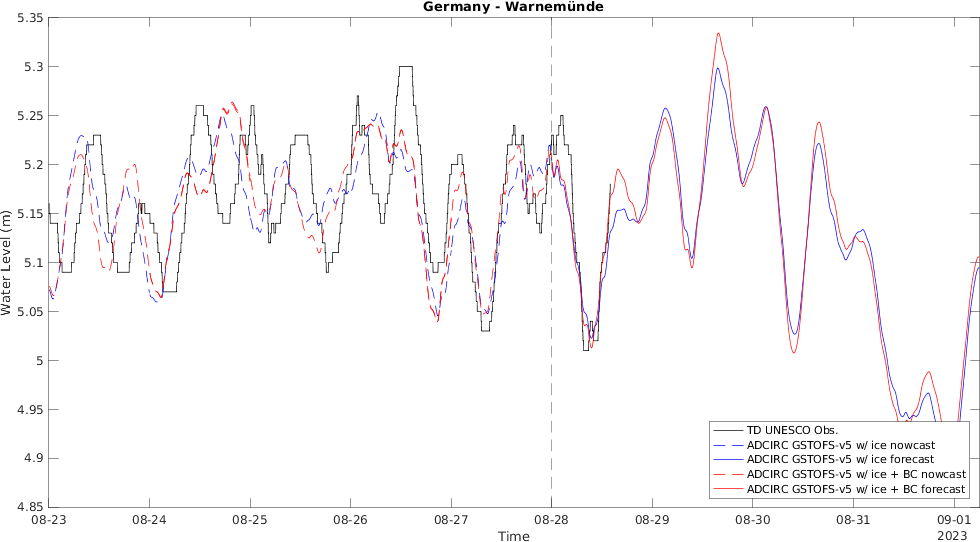 Germany - Warnemünde
5.35
5.3
5.25
5.2
5.15
5.1
5.05
5
4.95
4.9
4.85
Water Level (m)
08-23
08-24
08-25
08-26
08-27
08-28
08-29
08-30
08-31
09-01
2023
Time
TD UNESCO Obs.
ADCIRC GSTOFS-v5 w/ ice nowcast
ADCIRC GSTOFS-v5 w/ ice forecast
ADCIRC GSTOFS-v5 w/ ice + BC nowcast
ADCIRC GSTOFS-v5 w/ ice + BC forecast